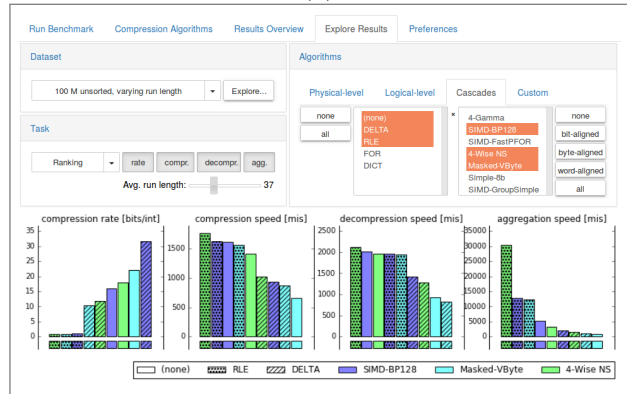 Run Benchmark Compression Algorithms Results Overview Explore Results Preferences
Dataset
100 M unsorted, varying run length Explore...
Task
Ranking rate compr. decompr. agg.
Avg. run length: 37
Algorithms
Physical-level Logical-level Cascades Custom
none
all
(none)
DELTA
RLE
FOR
DICT
×
4-Gamma
SIMD-BP128
SIMD-FastPFOR
4-Wise NS
Masked-VByte
Simple-8b
SIMD-GroupSimple
none
bit-aligned
byte-aligned
word-aligned
all
compression rate [bits/int]
35
30
25
20
15
10
5
0
compression speed [mis]
1500
1000
500
0
decompression speed [mis]
2500
2000
1500
1000
500
0
aggregation speed [mis]
35000
30000
25000
20000
15000
10000
5000
0
(none) RLE DELTA SIMD-BP128 Masked-VByte 4-Wise NS